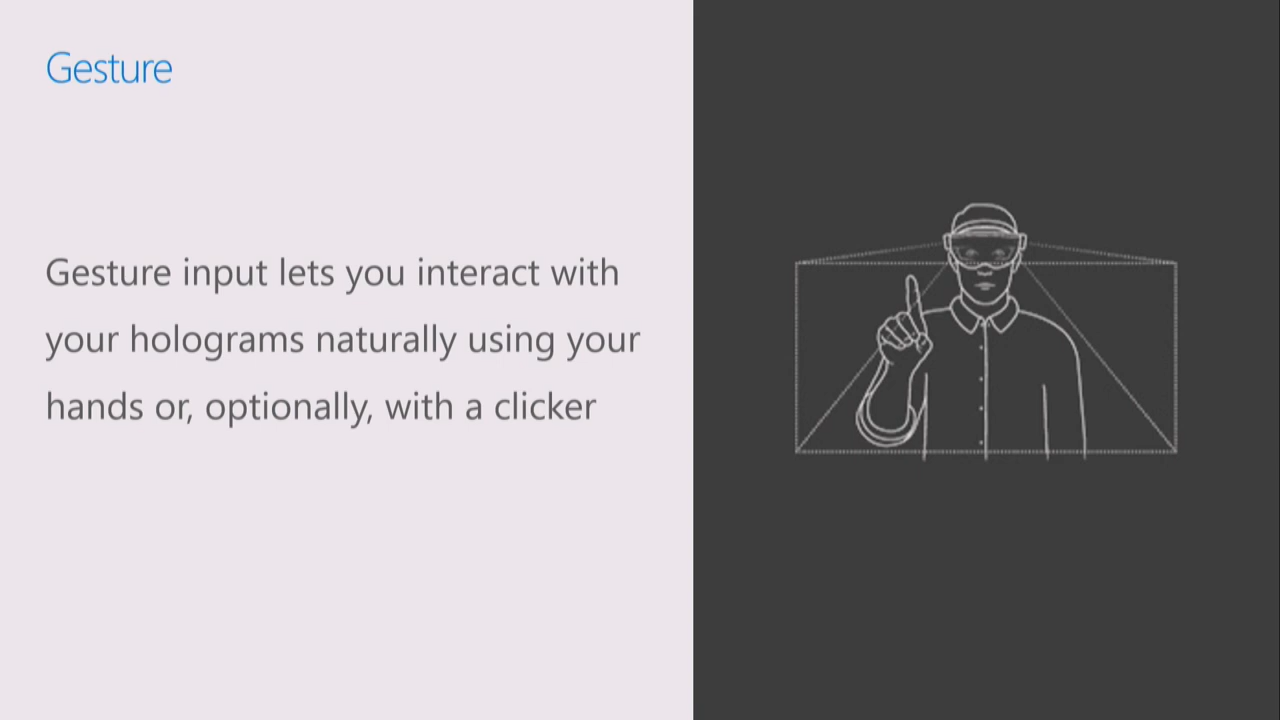 Gesture
Gesture input lets you interact with
your holograms naturally using your
hands or, optionally, with a clicker